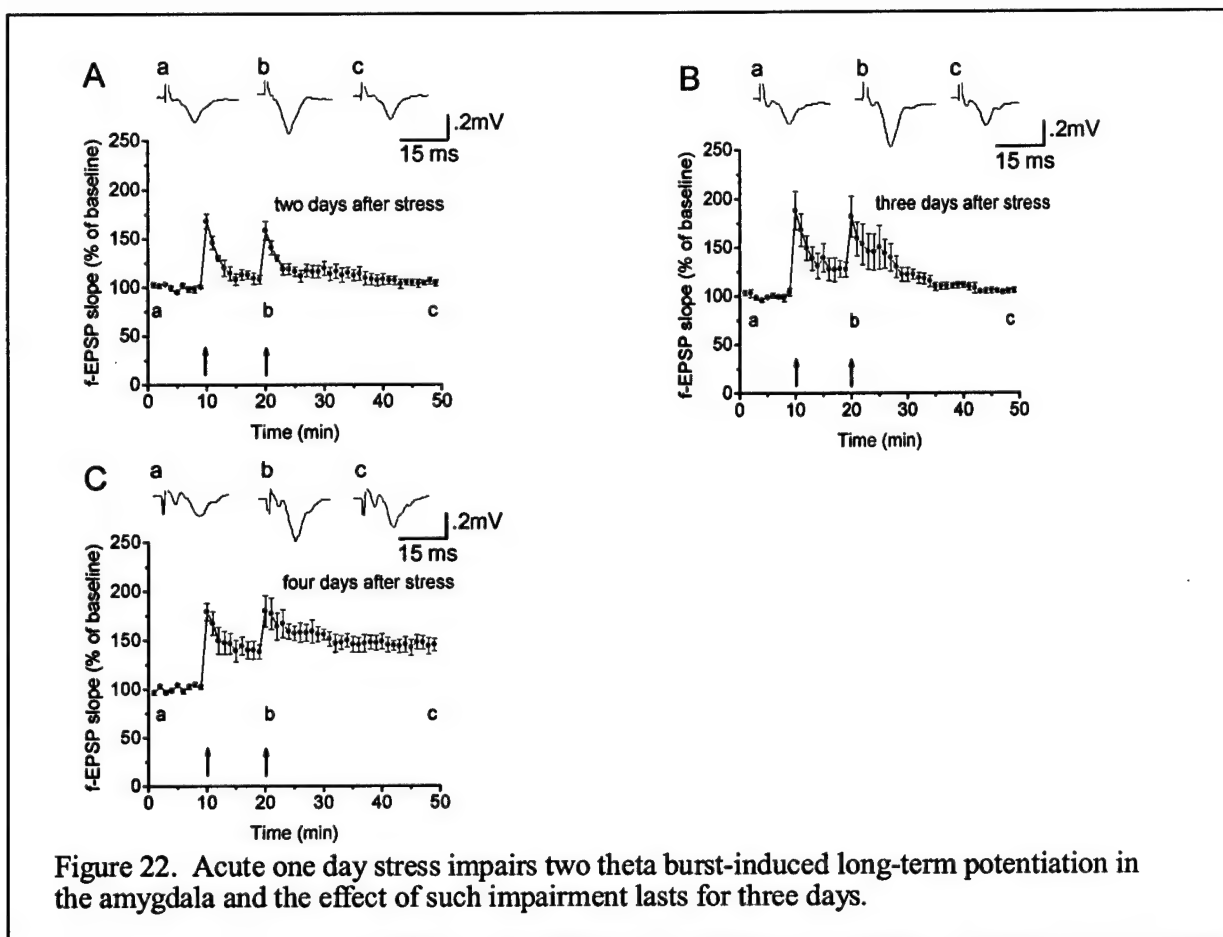 A
a b c
.2mV
15 ms
f-EPSP slope (% of baseline)
250
200
150
100
50
0
two days after stress
a b c
0 10 20 30 40 50
Time (min)
B
a b c
.2mV
15 ms
f-EPSP slope (% of baseline)
250
200
150
100
50
0
three days after stress
a b c
0 10 20 30 40 50
Time (min)
C
a b c
.2mV
15 ms
f-EPSP slope (% of baseline)
250
200
150
100
50
0
four days after stress
a b c
0 10 20 30 40 50
Time (min)
Figure 22. Acute one day stress impairs two theta burst-induced long-term potentiation in
the amygdala and the effect of such impairment lasts for three days.